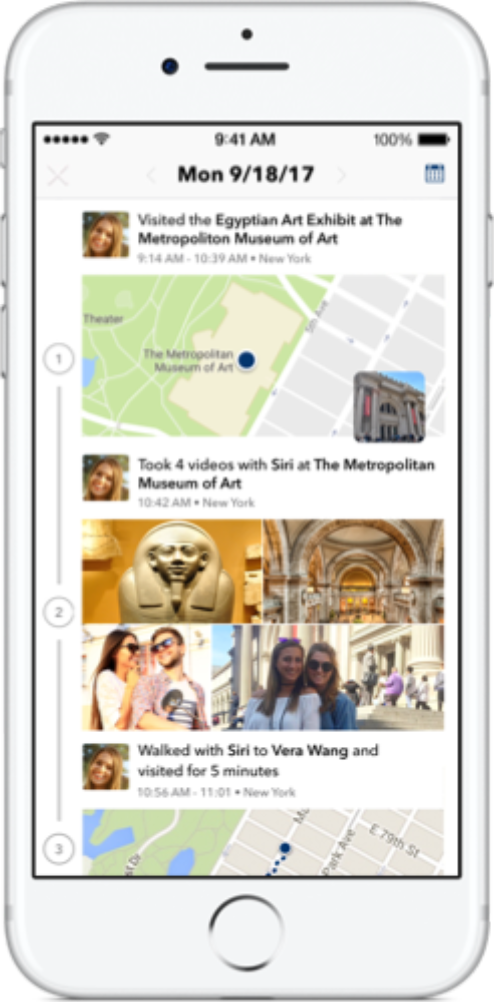 9:41 AM
100%
Mon 9/18/17
Visited the Egyptian Art Exhibit at The
Metropoliton Museum of Art
9:14 AM - 10:39 AM • New York
Theater
5th Ave
The Metropolitan
Museum of Art
1
Took 4 videos with Siri at The Metropolitan
Museum of Art
10:42 AM • New York
2
Walked with Siri to Vera Wang and
visited for 5 minutes
10:56 AM - 11:01 • New York
3
st Dr
Park Ave
E 79th St